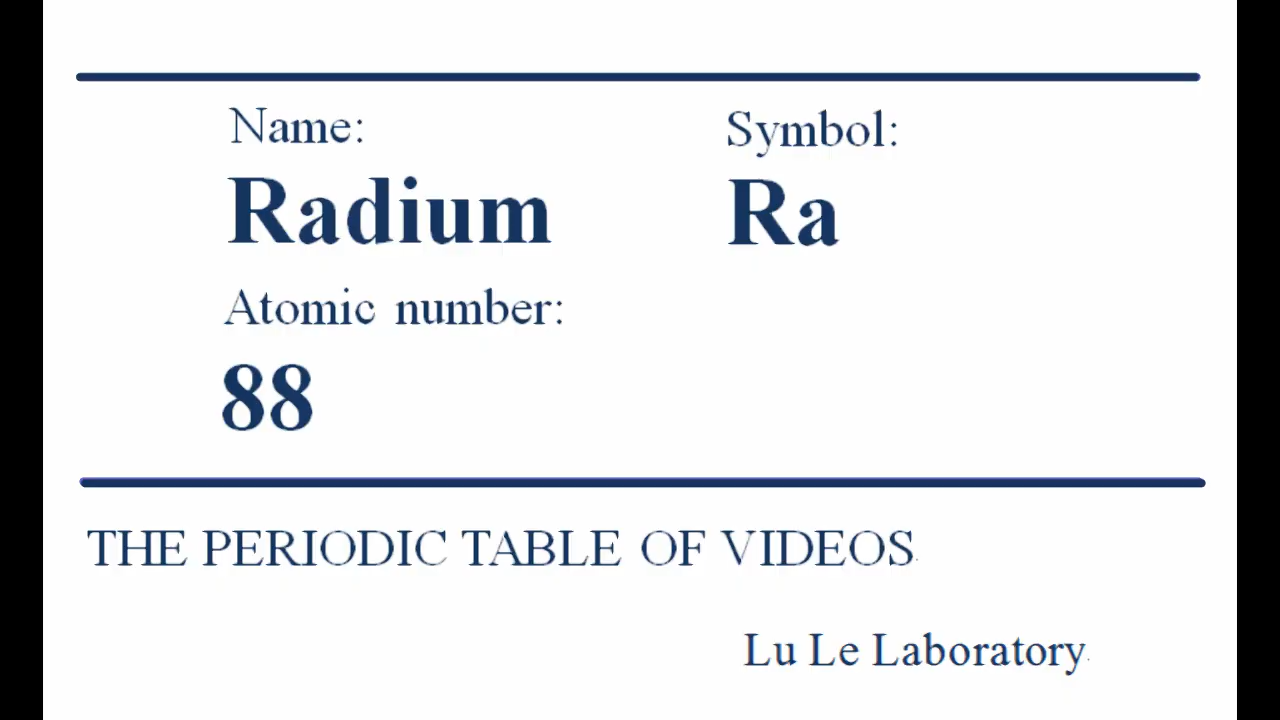 Name: Symbol:
Radium Ra
Atomic number:
88
THE PERIODIC TABLE OF VIDEOS
Lu Le Laboratory